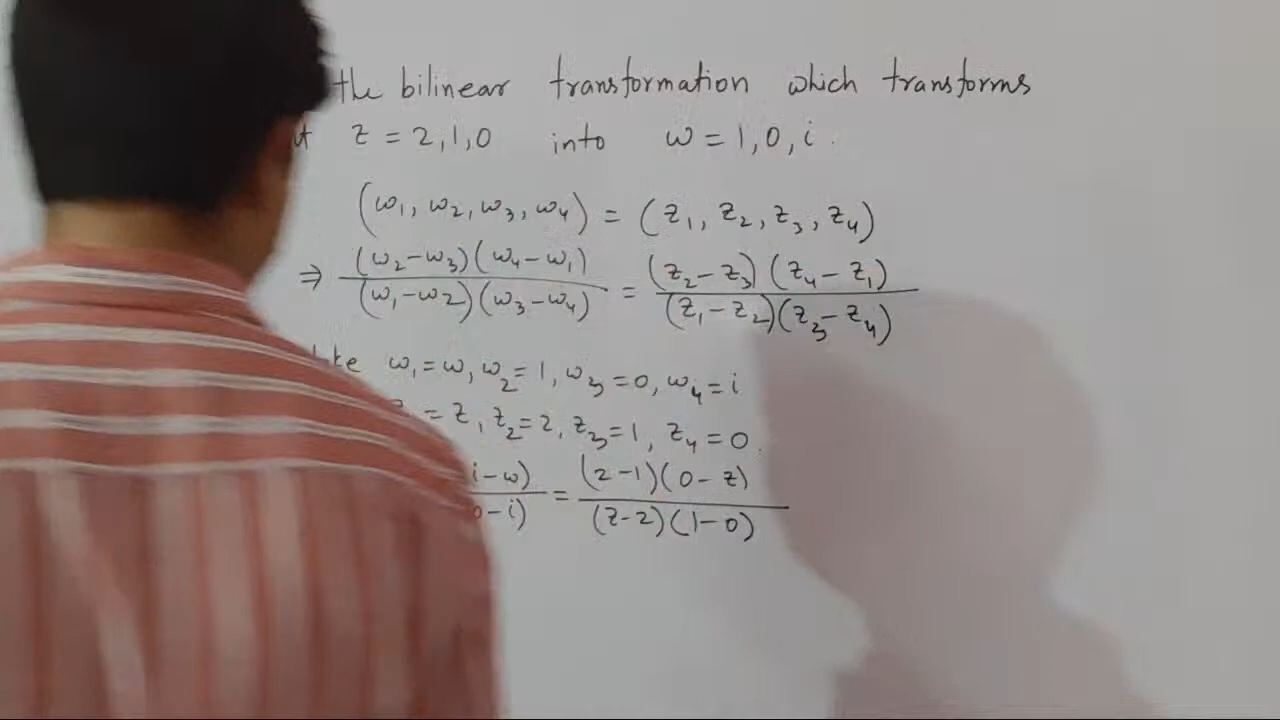 the bilinear transformation which transforms
z = 2, 1, 0 into w = 1, 0, i.
(w₁, w₂, w₃, w₄) = (z₁, z₂, z₃, z₄)
⇒ (w₂-w₃)(w₄-w₁) / (w₁-w₂)(w₃-w₄) = (z₂-z₃)(z₄-z₁) / (z₁-z₂)(z₃-z₄)
w₁=w, w₂=1, w₃=0, w₄=i
= z, z₂=2, z₃=1, z₄=0.
i-w) / 0-i) = (2-1)(0-z) / (z-2)(1-0)